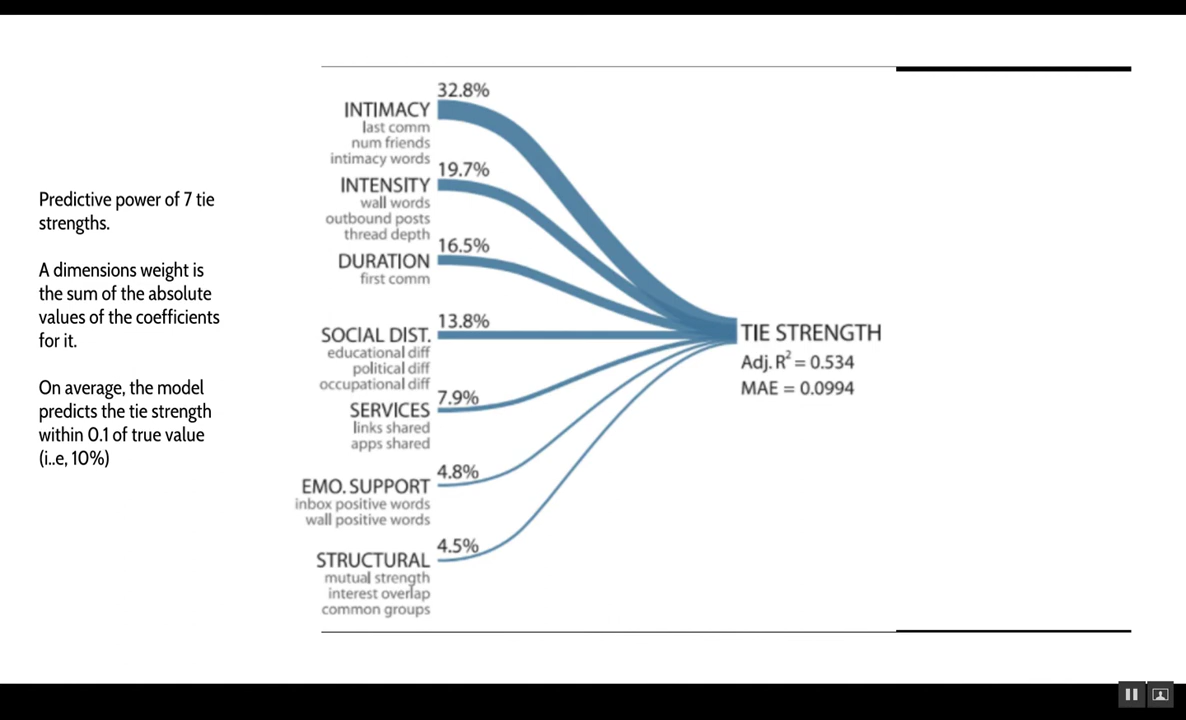 Predictive power of 7 tie
strengths.
A dimensions weight is
the sum of the absolute
values of the coefficients
for it.
On average, the model
predicts the tie strength
within 0.1 of true value
(i..e, 10%)
32.8%
INTIMACY
last comm
num friends
intimacy words
19.7%
INTENSITY
wall words
outbound posts
thread depth
16.5%
DURATION
first comm
13.8%
SOCIAL DIST.
educational diff
political diff
occupational diff
7.9%
SERVICES
links shared
apps shared
4.8%
EMO. SUPPORT
inbox positive words
wall positive words
4.5%
STRUCTURAL
mutual strength
interest overlap
common groups
TIE STRENGTH
Adj. R² = 0.534
MAE = 0.0994